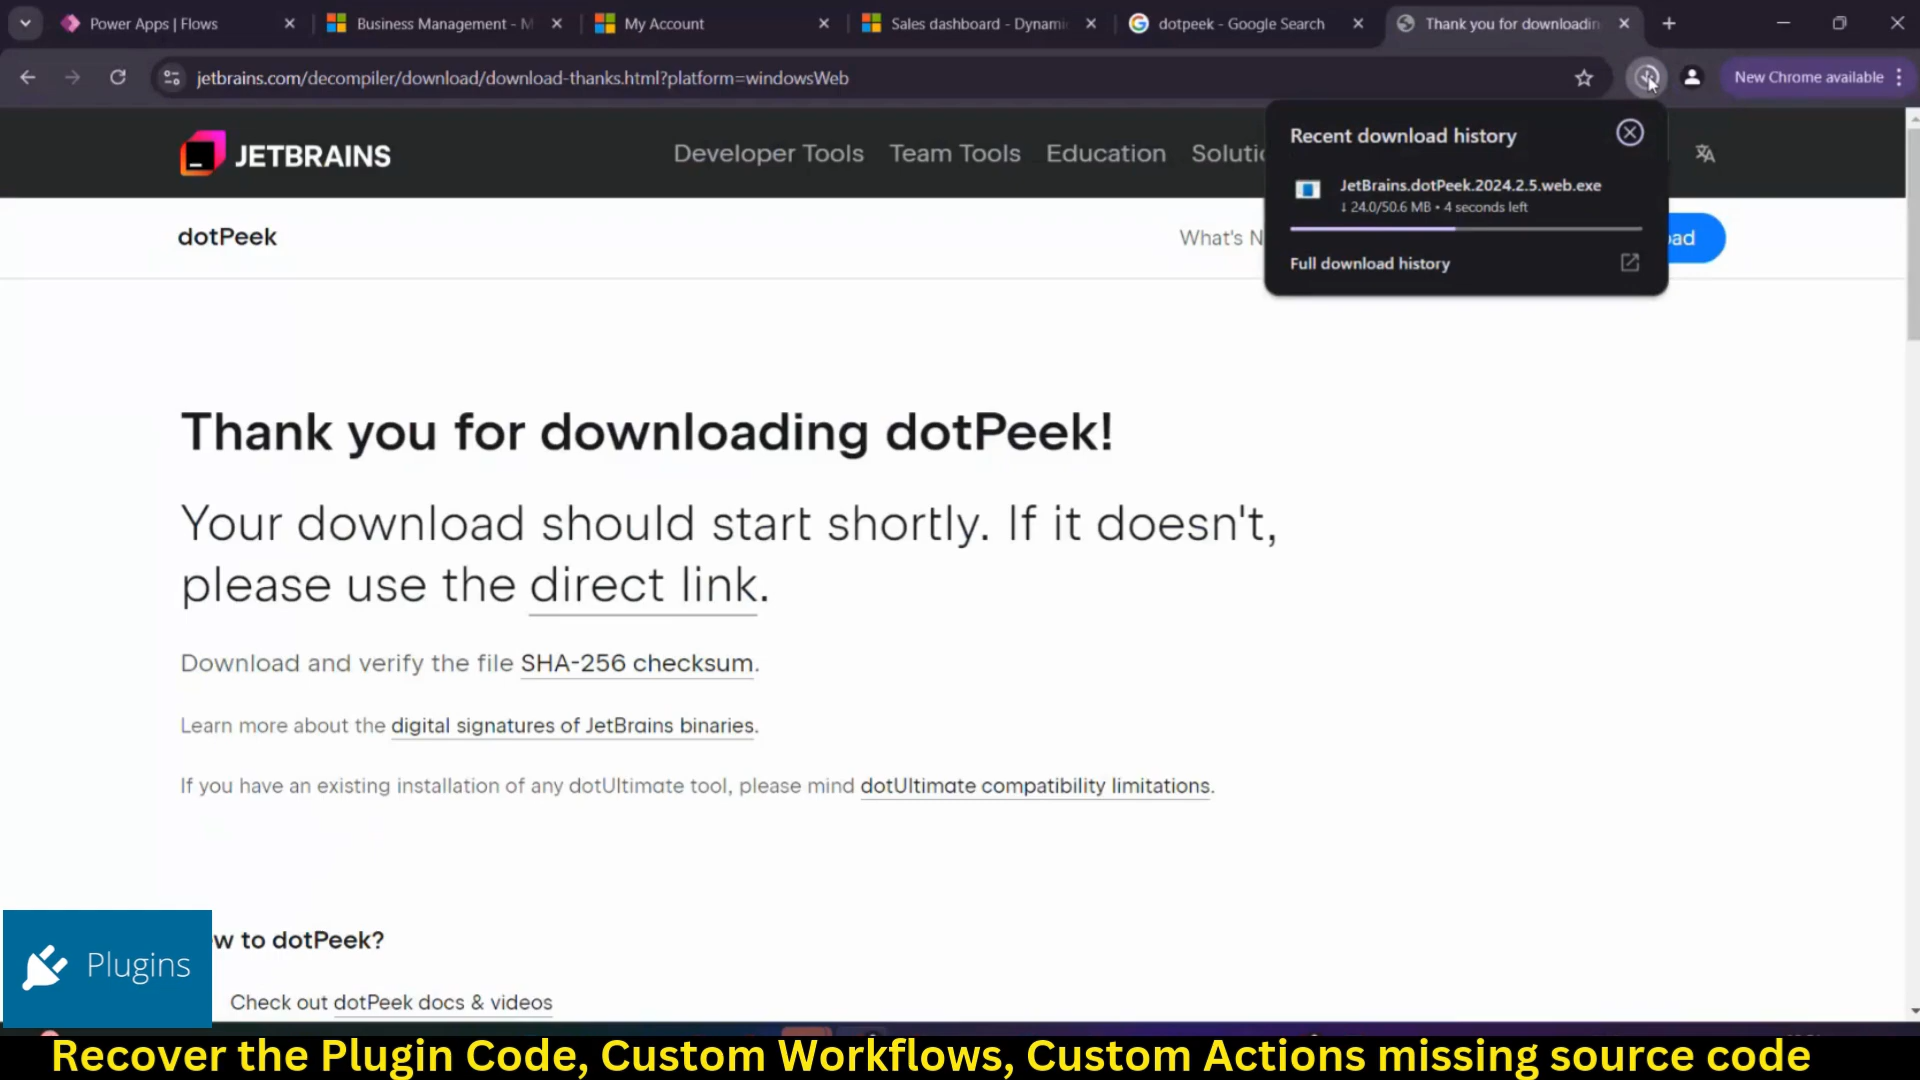 Power Apps | Flows
Business Management - M
My Account
Sales dashboard - Dynami
dotpeek - Google Search
Thank you for downloadin
jetbrains.com/decompiler/download/download-thanks.html?platform=windowsWeb
New Chrome available
JETBRAINS
Developer Tools
Team Tools
Education
Soluti
Recent download history
JetBrains.dotPeek.2024.2.5.web.exe
↓ 24.0/50.6 MB • 4 seconds left
Full download history
dotPeek
What's N
ad
Thank you for downloading dotPeek!
Your download should start shortly. If it doesn't,
please use the direct link.
Download and verify the file SHA-256 checksum.
Learn more about the digital signatures of JetBrains binaries.
If you have an existing installation of any dotUltimate tool, please mind dotUltimate compatibility limitations.
w to dotPeek?
Plugins
Check out dotPeek docs & videos
Recover the Plugin Code, Custom Workflows, Custom Actions missing source code